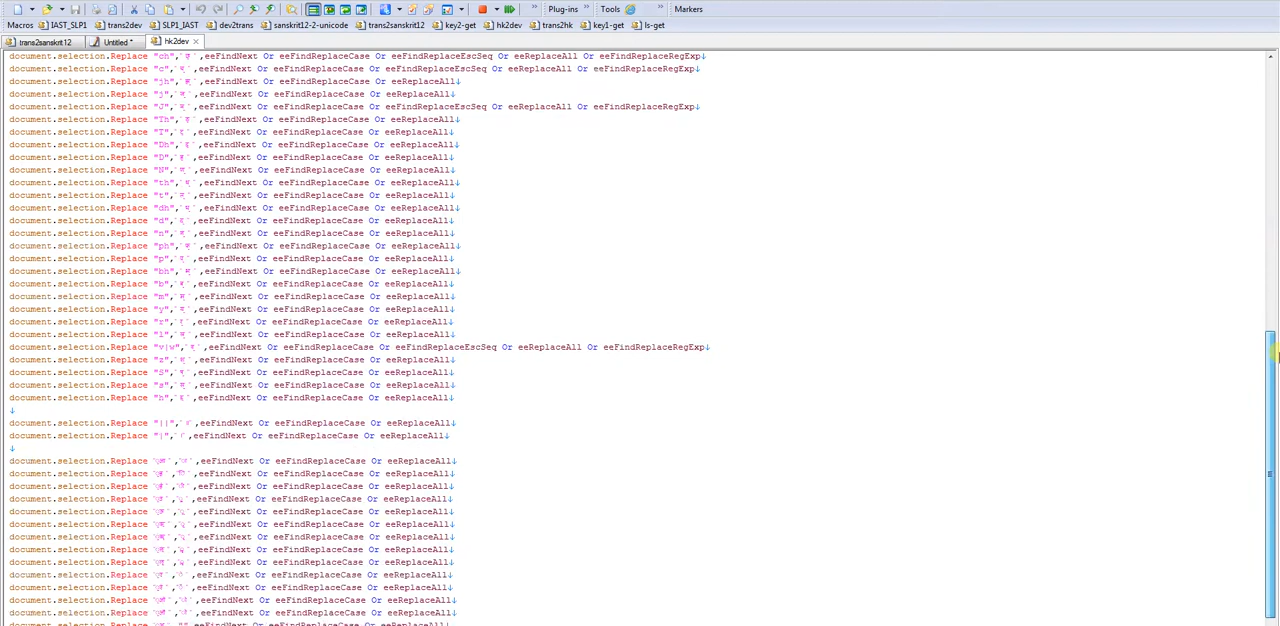 Plug-ins Tools Markers
Macros IAST_SLP1 trans2dev SLP1_IAST dev2trans sanskrit12-2-unicode trans2sanskrit12 key2-get hk2dev trans2hk key1-get ls-get
trans2sanskrit12 Untitled * hk2dev
document.selection.Replace "ch", ,eeFindNext Or eeFindReplaceCase Or eeFindReplaceEscSeq Or eeReplaceAll Or eeFindReplaceRegExp↓
document.selection.Replace "c", ,eeFindNext Or eeFindReplaceCase Or eeFindReplaceEscSeq Or eeReplaceAll Or eeFindReplaceRegExp↓
document.selection.Replace "jh", ,eeFindNext Or eeFindReplaceCase Or eeReplaceAll↓
document.selection.Replace "j", ,eeFindNext Or eeFindReplaceCase Or eeReplaceAll↓
document.selection.Replace "J", ,eeFindNext Or eeFindReplaceCase Or eeFindReplaceEscSeq Or eeReplaceAll Or eeFindReplaceRegExp↓
document.selection.Replace "Th", ,eeFindNext Or eeFindReplaceCase Or eeReplaceAll↓
document.selection.Replace "T", ,eeFindNext Or eeFindReplaceCase Or eeReplaceAll↓
document.selection.Replace "Dh", ,eeFindNext Or eeFindReplaceCase Or eeReplaceAll↓
document.selection.Replace "D", ,eeFindNext Or eeFindReplaceCase Or eeReplaceAll↓
document.selection.Replace "N", ,eeFindNext Or eeFindReplaceCase Or eeReplaceAll↓
document.selection.Replace "th", ,eeFindNext Or eeFindReplaceCase Or eeReplaceAll↓
document.selection.Replace "t", ,eeFindNext Or eeFindReplaceCase Or eeReplaceAll↓
document.selection.Replace "dh", ,eeFindNext Or eeFindReplaceCase Or eeReplaceAll↓
document.selection.Replace "d", ,eeFindNext Or eeFindReplaceCase Or eeReplaceAll↓
document.selection.Replace "n", ,eeFindNext Or eeFindReplaceCase Or eeReplaceAll↓
document.selection.Replace "ph", ,eeFindNext Or eeFindReplaceCase Or eeReplaceAll↓
document.selection.Replace "p", ,eeFindNext Or eeFindReplaceCase Or eeReplaceAll↓
document.selection.Replace "bh", ,eeFindNext Or eeFindReplaceCase Or eeReplaceAll↓
document.selection.Replace "b", ,eeFindNext Or eeFindReplaceCase Or eeReplaceAll↓
document.selection.Replace "m", ,eeFindNext Or eeFindReplaceCase Or eeReplaceAll↓
document.selection.Replace "y", ,eeFindNext Or eeFindReplaceCase Or eeReplaceAll↓
document.selection.Replace "r", ,eeFindNext Or eeFindReplaceCase Or eeReplaceAll↓
document.selection.Replace "l", ,eeFindNext Or eeFindReplaceCase Or eeReplaceAll↓
document.selection.Replace "v|w", ,eeFindNext Or eeFindReplaceCase Or eeFindReplaceEscSeq Or eeReplaceAll Or eeFindReplaceRegExp↓
document.selection.Replace "z", ,eeFindNext Or eeFindReplaceCase Or eeReplaceAll↓
document.selection.Replace "S", ,eeFindNext Or eeFindReplaceCase Or eeReplaceAll↓
document.selection.Replace "s", ,eeFindNext Or eeFindReplaceCase Or eeReplaceAll↓
document.selection.Replace "h", ,eeFindNext Or eeFindReplaceCase Or eeReplaceAll↓
↓
document.selection.Replace "||", ,eeFindNext Or eeFindReplaceCase Or eeReplaceAll↓
document.selection.Replace "|", ,eeFindNext Or eeFindReplaceCase Or eeReplaceAll↓
↓
document.selection.Replace ,eeFindNext Or eeFindReplaceCase Or eeReplaceAll↓
document.selection.Replace ,eeFindNext Or eeFindReplaceCase Or eeReplaceAll↓
document.selection.Replace ,eeFindNext Or eeFindReplaceCase Or eeReplaceAll↓
document.selection.Replace ,eeFindNext Or eeFindReplaceCase Or eeReplaceAll↓
document.selection.Replace ,eeFindNext Or eeFindReplaceCase Or eeReplaceAll↓
document.selection.Replace ,eeFindNext Or eeFindReplaceCase Or eeReplaceAll↓
document.selection.Replace ,eeFindNext Or eeFindReplaceCase Or eeReplaceAll↓
document.selection.Replace ,eeFindNext Or eeFindReplaceCase Or eeReplaceAll↓
document.selection.Replace ,eeFindNext Or eeFindReplaceCase Or eeReplaceAll↓
document.selection.Replace ,eeFindNext Or eeFindReplaceCase Or eeReplaceAll↓
document.selection.Replace ,eeFindNext Or eeFindReplaceCase Or eeReplaceAll↓
document.selection.Replace ,eeFindNext Or eeFindReplaceCase Or eeReplaceAll↓
document.selection.Replace ,eeFindNext Or eeFindReplaceCase Or eeReplaceAll↓
document.selection.Replace ,eeFindNext Or eeFindReplaceCase Or eeReplaceAll↓